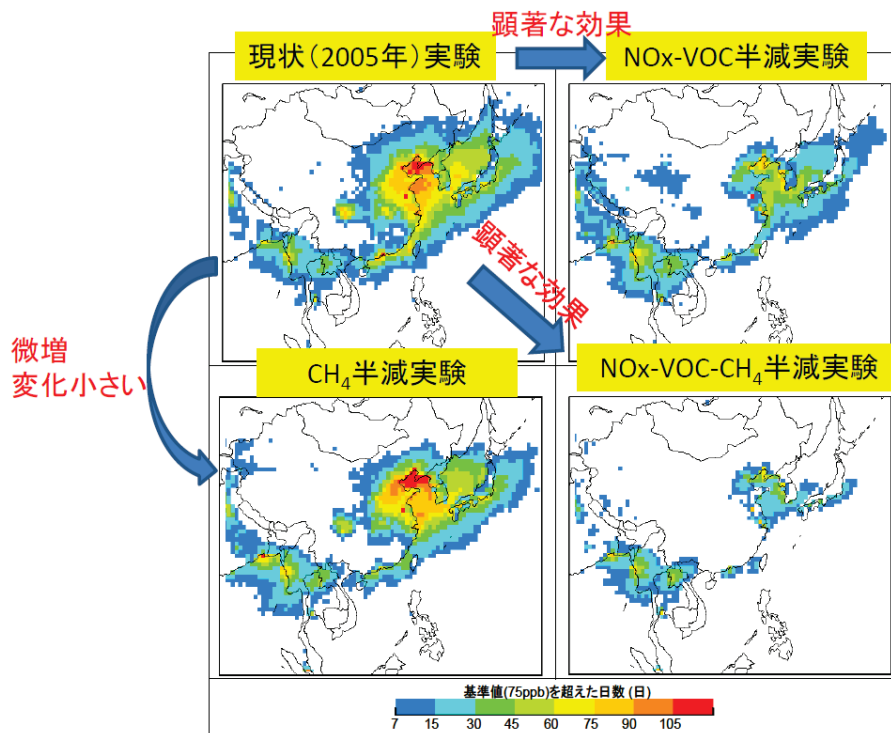 顕著な効果
現状(2005年)実験
NOx-VOC半減実験
顕著な効果
微増
変化小さい
CH₄半減実験
NOx-VOC-CH₄半減実験
基準値(75ppb)を超えた日数 (日)
7 15 30 45 60 75 90 105